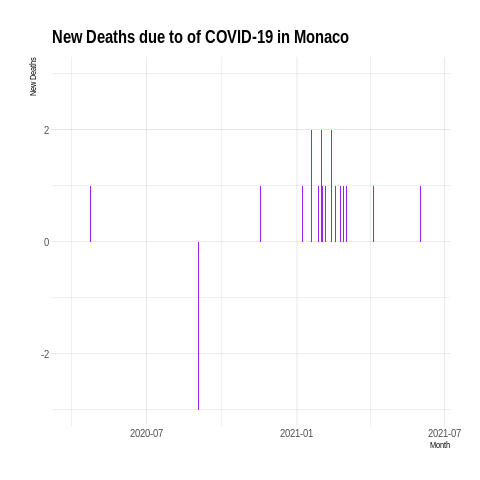 New Deaths due to of COVID-19 in Monaco
New Deaths
2
0
-2
2020-07
2021-01
2021-07
Month